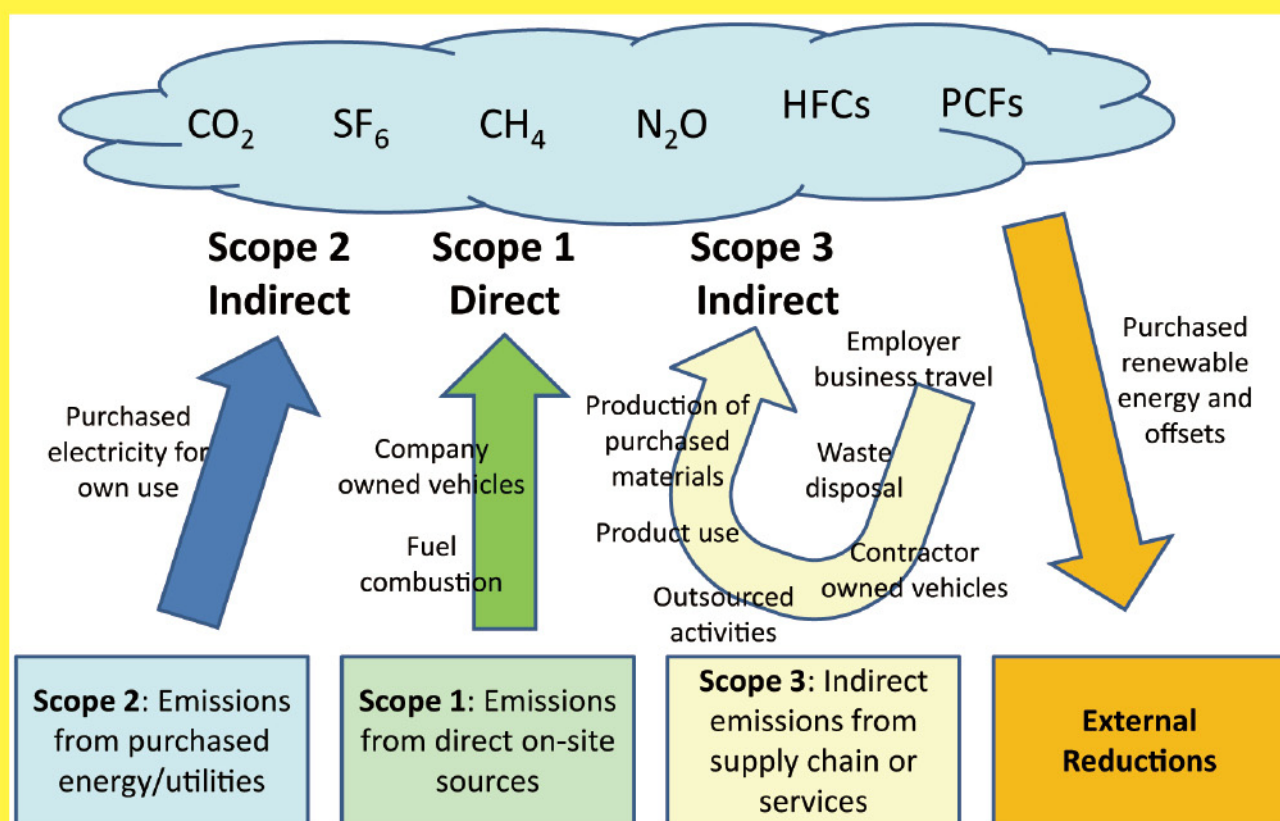 CO₂ SF₆ CH₄ N₂O HFCs PCFs
Scope 2
Indirect
Scope 1
Direct
Scope 3
Indirect
Purchased
electricity for
own use
Company
owned vehicles
Fuel
combustion
Production of
purchased
materials
Product use
Outsourced
activities
Employer
business travel
Waste
disposal
Contractor
owned vehicles
Purchased
renewable
energy and
offsets
Scope 2: Emissions
from purchased
energy/utilities
Scope 1: Emissions
from direct on-site
sources
Scope 3: Indirect
emissions from
supply chain or
services
External
Reductions